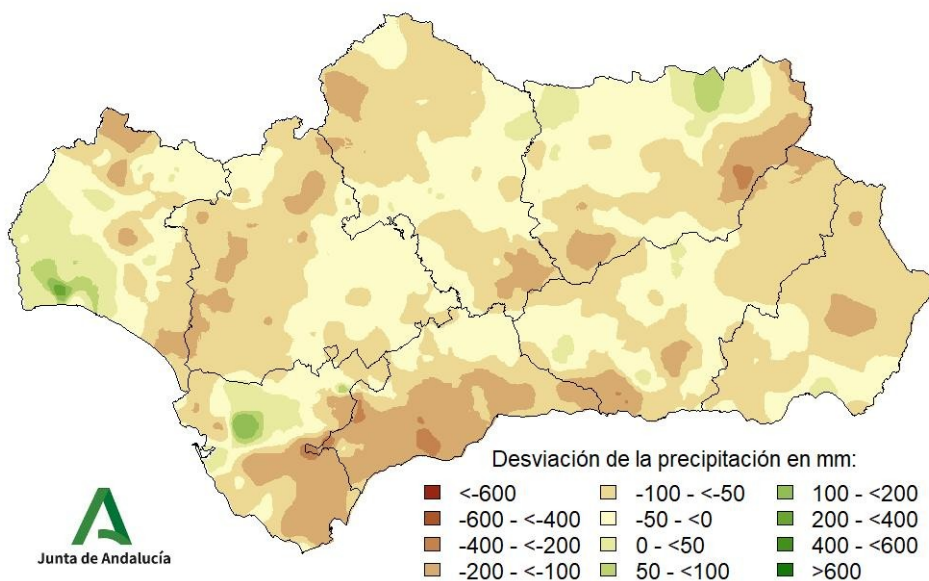 Desviación de la precipitación en mm:
<-600
-600 - <-400
-400 - <-200
-200 - <-100
-100 - <-50
-50 - <0
0 - <50
50 - <100
100 - <200
200 - <400
400 - <600
>600
Junta de Andalucía